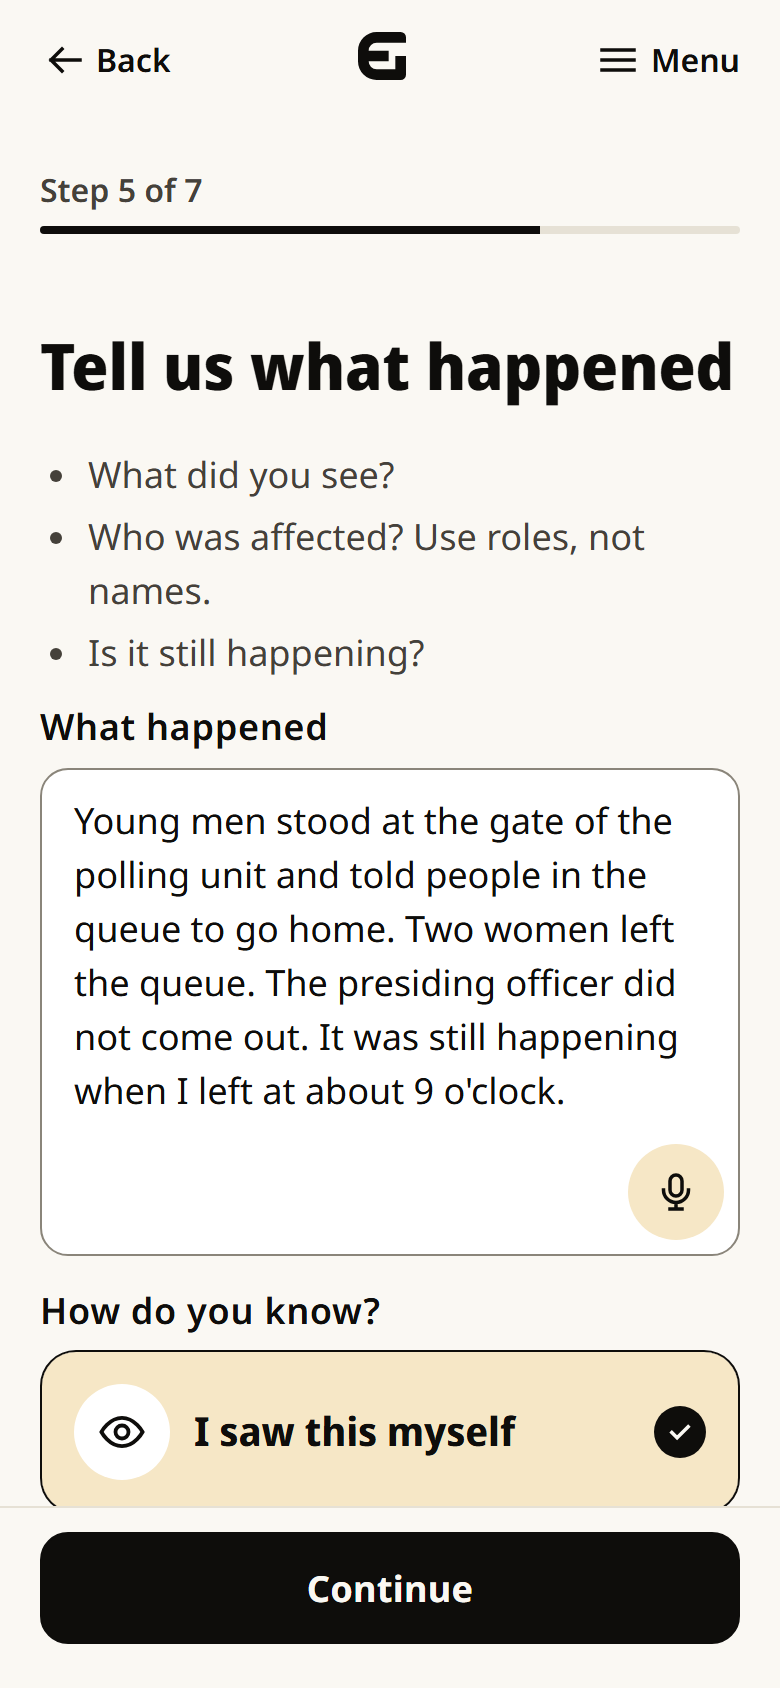 Back
Menu
Step 5 of 7
Tell us what happened
What did you see?
Who was affected? Use roles, not
names.
Is it still happening?
What happened
Young men stood at the gate of the
polling unit and told people in the
queue to go home. Two women left
the queue. The presiding officer did
not come out. It was still happening
when I left at about 9 o'clock.
How do you know?
I saw this myself
Continue